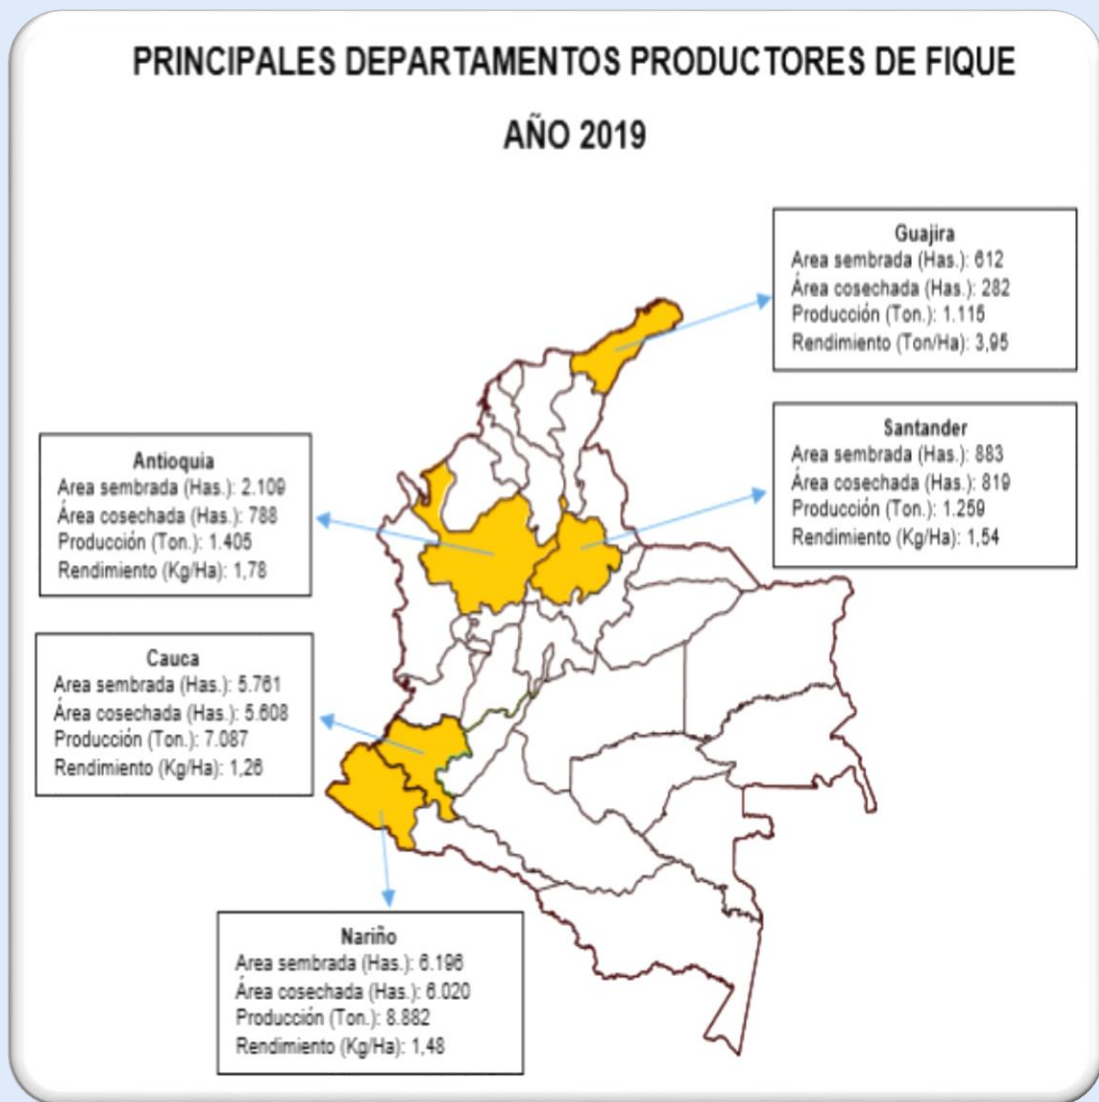 PRINCIPALES DEPARTAMENTOS PRODUCTORES DE FIQUE
AÑO 2019
Guajira
Area sembrada (Has.): 612
Área cosechada (Has.): 282
Producción (Ton.): 1.115
Rendimiento (Ton/Ha): 3,95
Santander
Area sembrada (Has.): 883
Área cosechada (Has.): 819
Producción (Ton.): 1.259
Rendimiento (Kg/Ha): 1,54
Antioquia
Area sembrada (Has.): 2.109
Área cosechada (Has.): 788
Producción (Ton.): 1.405
Rendimiento (Kg/Ha): 1,78
Cauca
Area sembrada (Has.): 5.761
Área cosechada (Has.): 5.608
Producción (Ton.): 7.087
Rendimiento (Kg/Ha): 1,26
Nariño
Area sembrada (Has.): 6.196
Área cosechada (Has.): 6.020
Producción (Ton.): 8.882
Rendimiento (Kg/Ha): 1,48